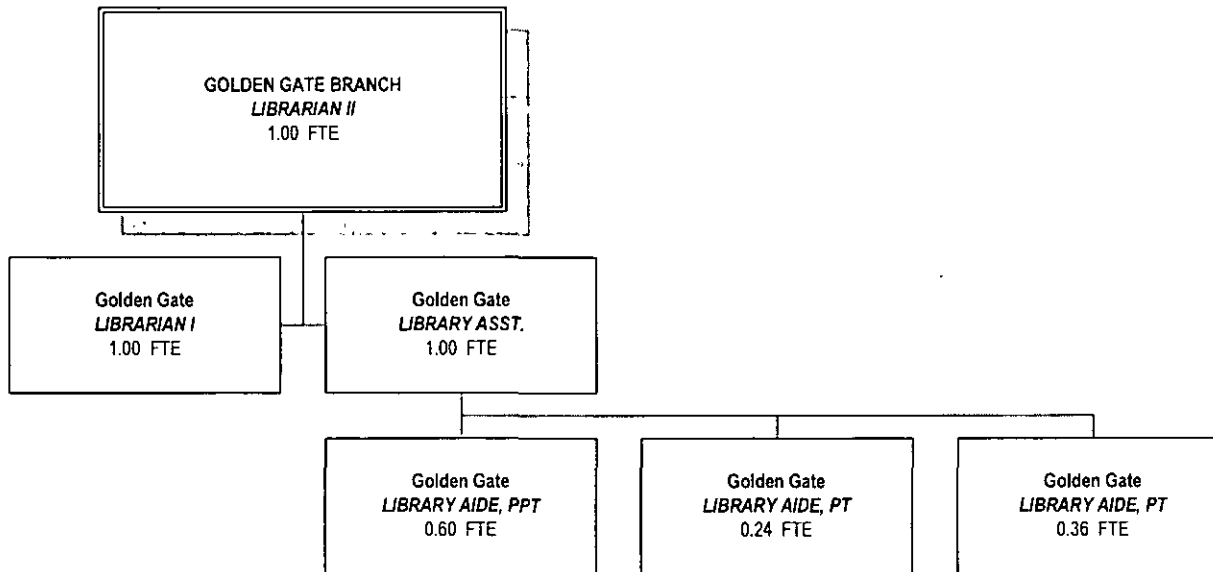 GOLDEN GATE BRANCH
LIBRARIAN II
1.00 FTE
Golden Gate
LIBRARIAN I
1.00 FTE
Golden Gate
LIBRARY ASST.
1.00 FTE
Golden Gate
LIBRARY AIDE, PPT
0.60 FTE
Golden Gate
LIBRARY AIDE, PT
0.24 FTE
Golden Gate
LIBRARY AIDE, PT
0.36 FTE